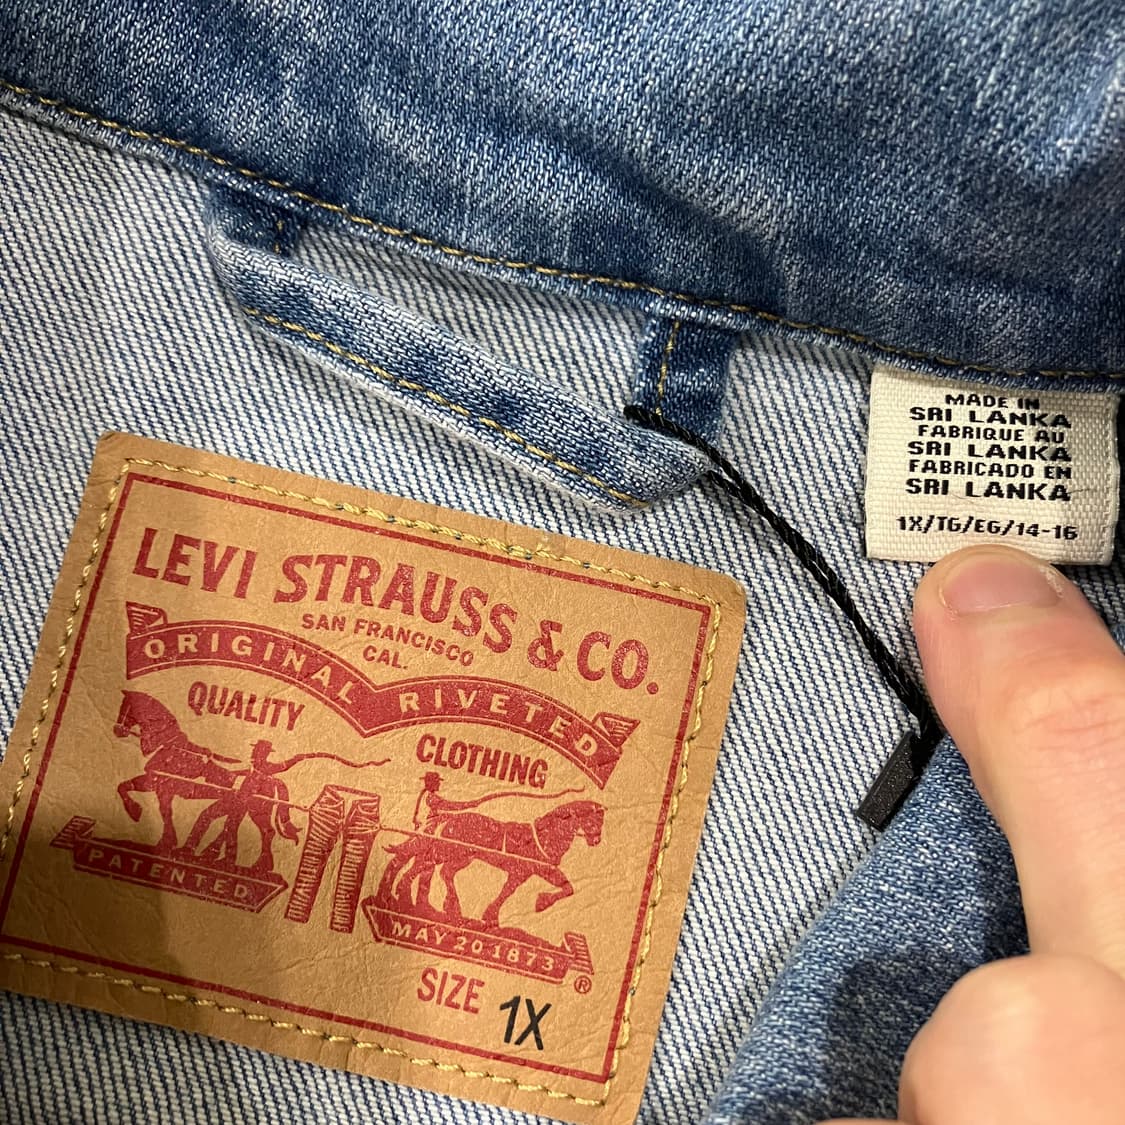 LEVI STRAUSS & CO.
SAN FRANCISCO
CAL.
ORIGINAL RIVETED
QUALITY
CLOTHING
PATENTED
MAY 20 1873
®
SIZE 1X
MADE IN
SRI LANKA
FABRIQUE AU
SRI LANKA
FABRICADO EN
SRI LANKA
1X/TG/EG/14-16